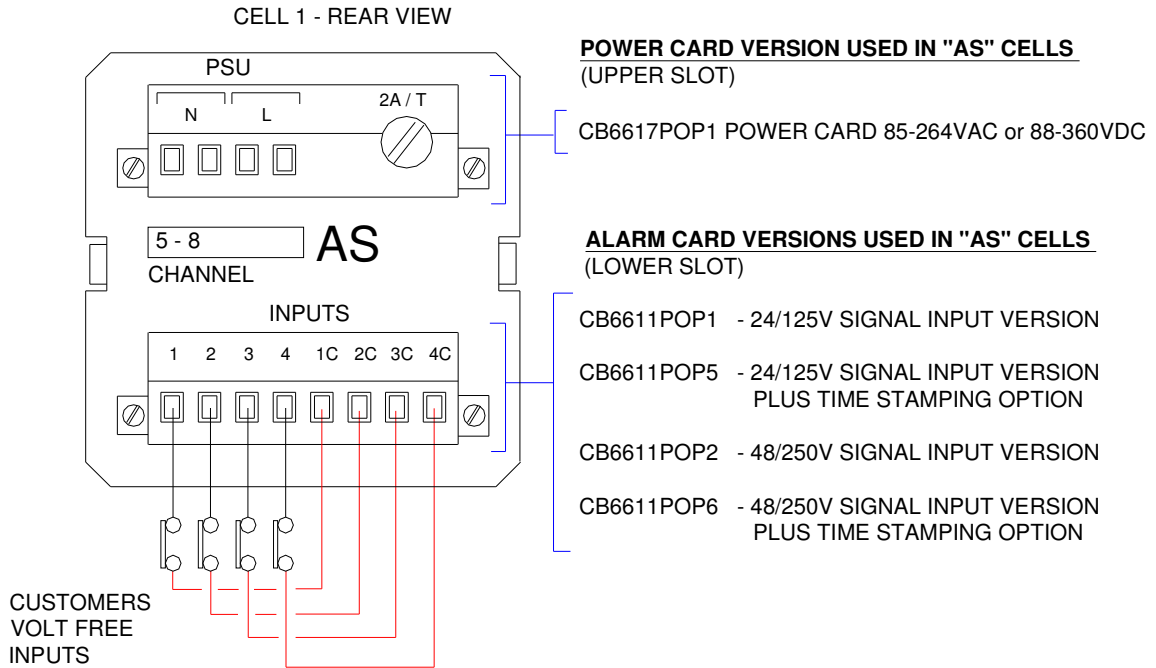 CELL 1 - REAR VIEW
PSU
N L 2A / T
5 - 8 AS
CHANNEL
INPUTS
1 2 3 4 1C 2C 3C 4C
CUSTOMERS
VOLT FREE
INPUTS
POWER CARD VERSION USED IN "AS" CELLS
(UPPER SLOT)
CB6617POP1 POWER CARD 85-264VAC or 88-360VDC
ALARM CARD VERSIONS USED IN "AS" CELLS
(LOWER SLOT)
CB6611POP1 - 24/125V SIGNAL INPUT VERSION
CB6611POP5 - 24/125V SIGNAL INPUT VERSION
PLUS TIME STAMPING OPTION
CB6611POP2 - 48/250V SIGNAL INPUT VERSION
CB6611POP6 - 48/250V SIGNAL INPUT VERSION
PLUS TIME STAMPING OPTION